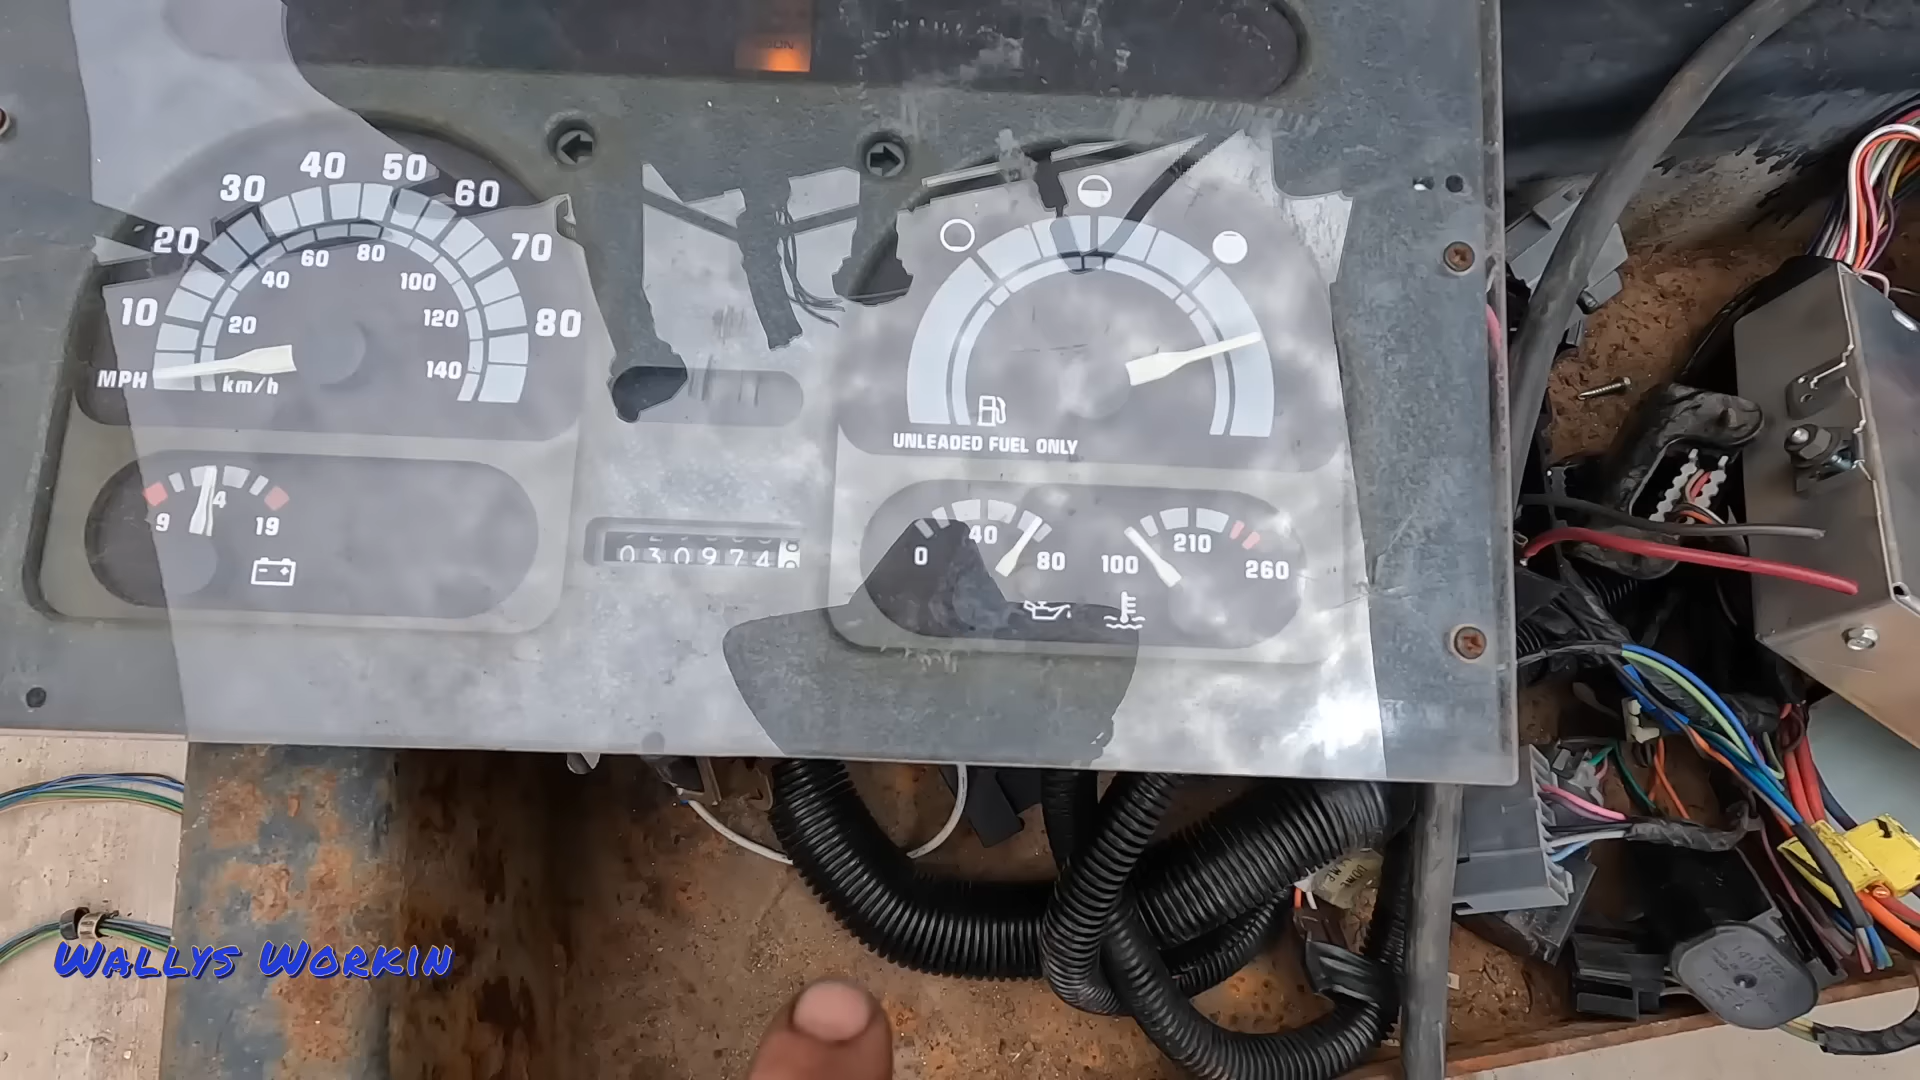 40 50
30 60
20 70
10 80
MPH
60 80
40 100
20 120
km/h 140
UNLEADED FUEL ONLY
9 4 19
030974
0 40 80
100 210 260
WALLYS WORKIN